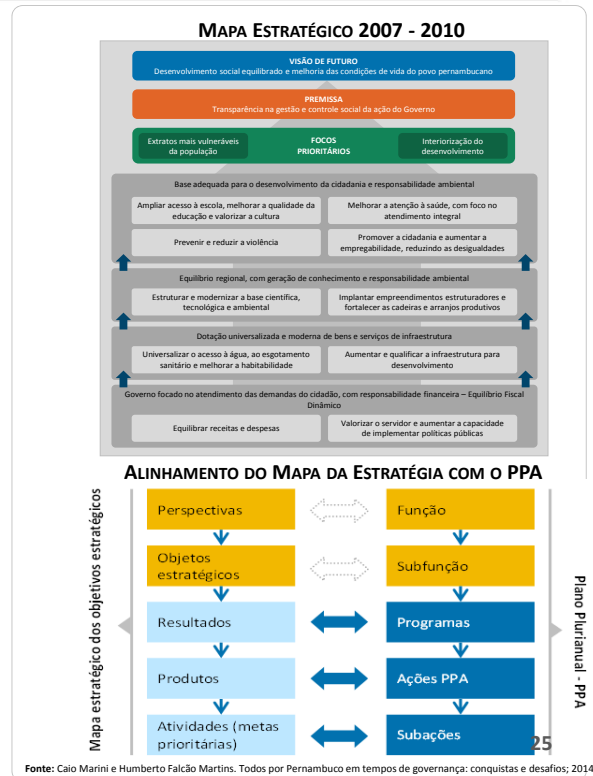 MAPA ESTRATÉGICO 2007 - 2010
VISÃO DE FUTURO
Desenvolvimento social equilibrado e melhoria das condições de vida do povo pernambucano
PREMISSA
Transparência na gestão e controle social da ação do Governo
Extratos mais vulneráveis
da população
FOCOS
PRIORITÁRIOS
Interiorização do
desenvolvimento
Base adequada para o desenvolvimento da cidadania e responsabilidade ambiental
Ampliar acesso à escola, melhorar a qualidade da
educação e valorizar a cultura
Melhorar a atenção à saúde, com foco no
atendimento integral
Prevenir e reduzir a violência
Promover a cidadania e aumentar a
empregabilidade, reduzindo as desigualdades
Equilíbrio regional, com geração de conhecimento e responsabilidade ambiental
Estruturar e modernizar a base científica,
tecnológica e ambiental
Implantar empreendimentos estruturadores e
fortalecer as cadeiras e arranjos produtivos
Dotação universalizada e moderna de bens e serviços de infraestrutura
Universalizar o acesso à água, ao esgotamento
sanitário e melhorar a habitabilidade
Aumentar e qualificar a infraestrutura para
desenvolvimento
Governo focado no atendimento das demandas do cidadão, com responsabilidade financeira – Equilíbrio Fiscal
Dinâmico
Equilibrar receitas e despesas
Valorizar o servidor e aumentar a capacidade
de implementar políticas públicas
ALINHAMENTO DO MAPA DA ESTRATÉGIA COM O PPA
Mapa estratégico dos objetivos estratégicos
Perspectivas
Função
Objetos
estratégicos
Subfunção
Resultados
Programas
Produtos
Ações PPA
Atividades (metas
prioritárias)
Subações
Plano Plurianual - PPA
25
Fonte: Caio Marini e Humberto Falcão Martins. Todos por Pernambuco em tempos de governança: conquistas e desafios; 2014